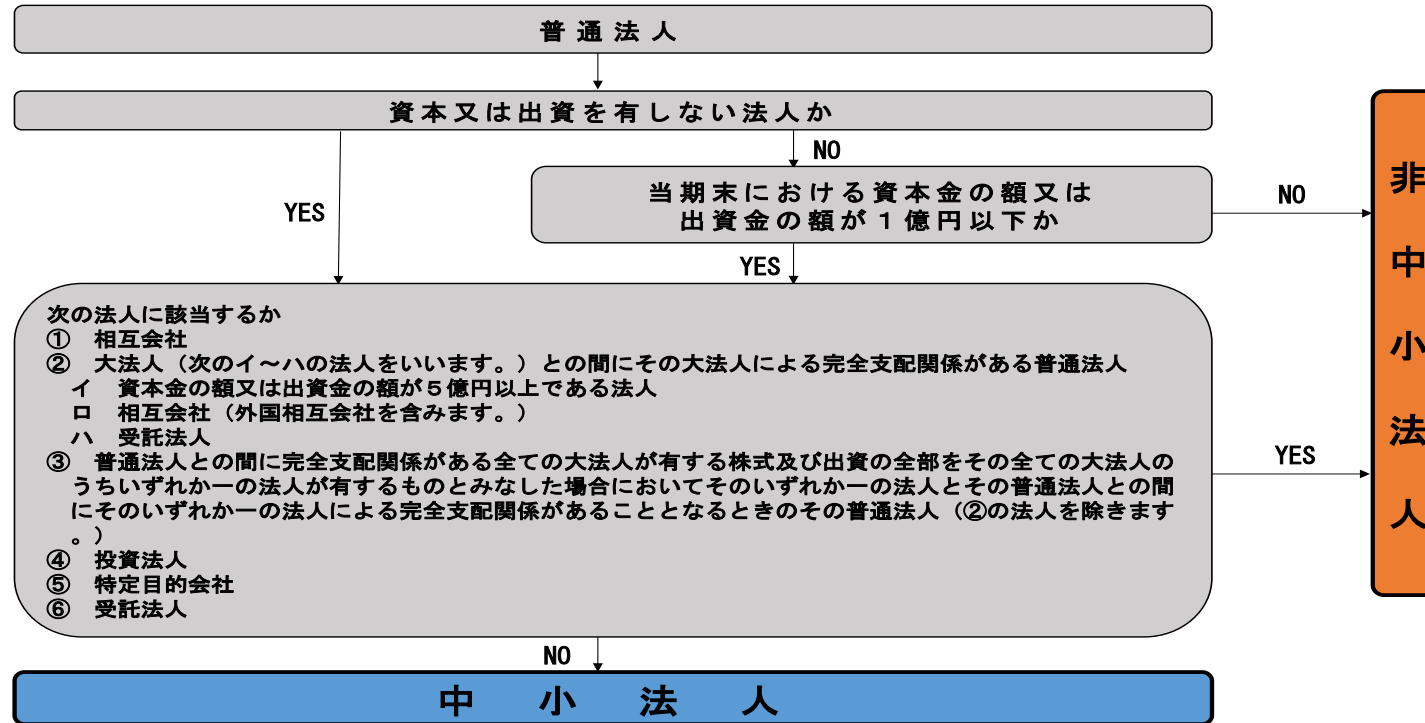 普通法人
資本又は出資を有しない法人か
NO
YES
当期末における資本金の額又は
出資金の額が１億円以下か
NO
YES
次の法人に該当するか
①　相互会社
②　大法人（次のイ～ハの法人をいいます。）との間にその大法人による完全支配関係がある普通法人
イ　資本金の額又は出資金の額が５億円以上である法人
ロ　相互会社（外国相互会社を含みます。）
ハ　受託法人
③　普通法人との間に完全支配関係がある全ての大法人が有する株式及び出資の全部をその全ての大法人の
うちいずれか一の法人が有するものとみなした場合においてそのいずれか一の法人とその普通法人との間
にそのいずれか一の法人による完全支配関係があることとなるときのその普通法人（②の法人を除きます
。）
④　投資法人
⑤　特定目的会社
⑥　受託法人
YES
非中小法人
NO
中小法人